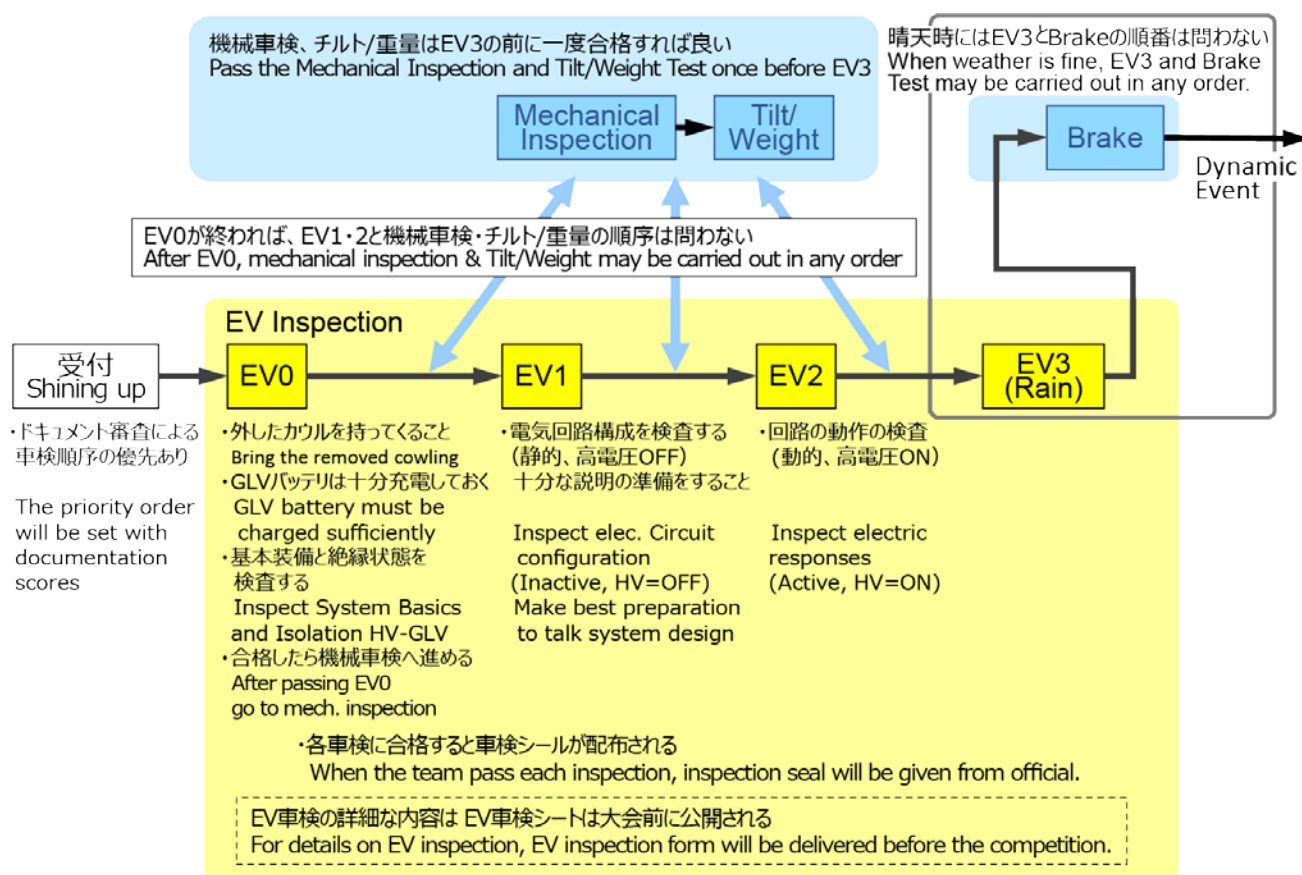 機械車検、チルト/重量はEV3の前に一度合格すれば良い
Pass the Mechanical Inspection and Tilt/Weight Test once before EV3
Mechanical
Inspection
Tilt/
Weight
晴天時にはEV3とBrakeの順番は問わない
When weather is fine, EV3 and Brake
Test may be carried out in any order.
Brake
Dynamic
Event
EV0が終われば、EV1・2と機械車検・チルト/重量の順序は問わない
After EV0, mechanical inspection & Tilt/Weight may be carried out in any order
EV Inspection
受付
Shining up
EV0
EV1
EV2
EV3
(Rain)
・ドキュメント審査による
車検順序の優先あり
The priority order
will be set with
documentation
scores
・外したカウルを持ってくること
Bring the removed cowling
・GLVバッテリは十分充電しておく
GLV battery must be
charged sufficiently
・基本装備と絶縁状態を
検査する
Inspect System Basics
and Isolation HV-GLV
・合格したら機械車検へ進める
After passing EV0
go to mech. inspection
・電気回路構成を検査する
(静的、高電圧OFF)
十分な説明の準備をすること
Inspect elec. Circuit
configuration
(Inactive, HV=OFF)
Make best preparation
to talk system design
・回路の動作の検査
(動的、高電圧ON)
Inspect electric
responses
(Active, HV=ON)
・各車検に合格すると車検シールが配布される
When the team pass each inspection, inspection seal will be given from official.
EV車検の詳細な内容は EV車検シートは大会前に公開される
For details on EV inspection, EV inspection form will be delivered before the competition.